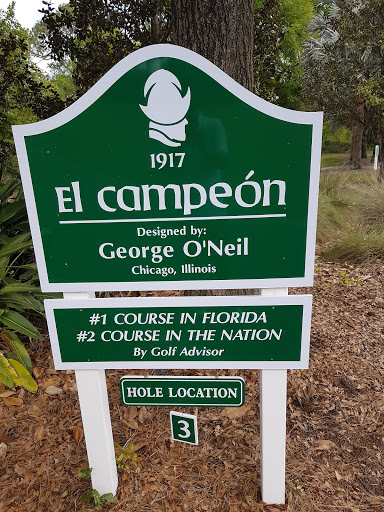 1917
El campeón
Designed by:
George O'Neil
Chicago, Illinois
#1 COURSE IN FLORIDA
#2 COURSE IN THE NATION
By Golf Advisor
HOLE LOCATION
3